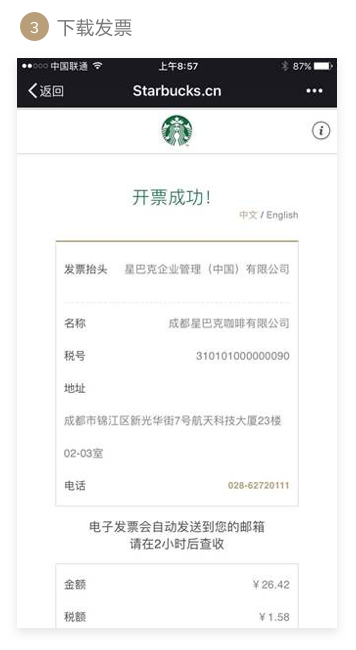 3 下载发票
中国联通 上午8:57 87%
返回 Starbucks.cn
i
开票成功!
中文 / English
发票抬头 星巴克企业管理（中国）有限公司
名称 成都星巴克咖啡有限公司
税号 310101000000090
地址
成都市锦江区新光华街7号航天科技大厦23楼
02-03室
电话 028-62720111
电子发票会自动发送到您的邮箱
请在2小时后查收
金额 ¥ 26.42
税额 ¥ 1.58